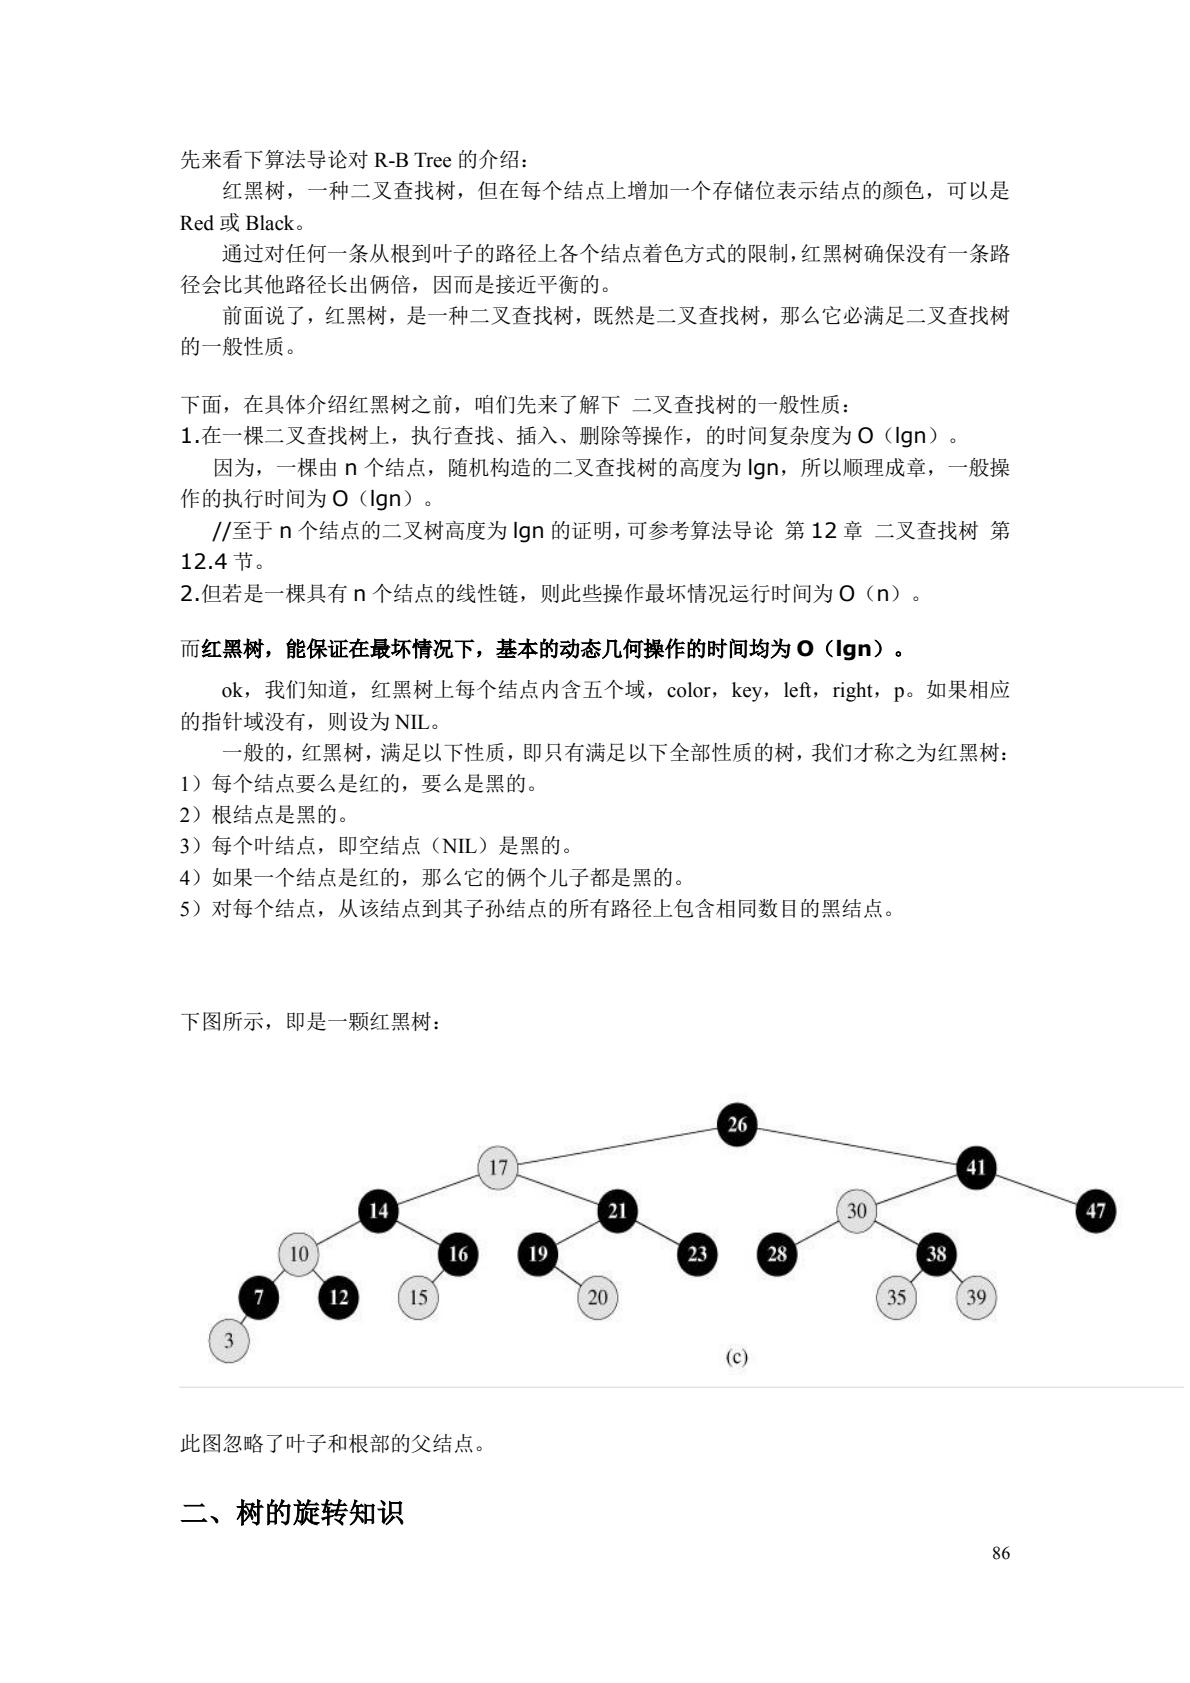 先来看下算法导论对 R-B Tree 的介绍：
红黑树，一种二叉查找树，但在每个结点上增加一个存储位表示结点的颜色，可以是
Red 或 Black。
通过对任何一条从根到叶子的路径上各个结点着色方式的限制，红黑树确保没有一条路
径会比其他路径长出俩倍，因而是接近平衡的。
前面说了，红黑树，是一种二叉查找树，既然是二叉查找树，那么它必满足二叉查找树
的一般性质。
下面，在具体介绍红黑树之前，咱们先来了解下 二叉查找树的一般性质：
1.在一棵二叉查找树上，执行查找、插入、删除等操作，的时间复杂度为 O（lgn）。
因为，一棵由 n 个结点，随机构造的二叉查找树的高度为 lgn，所以顺理成章，一般操
作的执行时间为 O（lgn）。
//至于 n 个结点的二叉树高度为 lgn 的证明，可参考算法导论 第 12 章 二叉查找树 第
12.4 节。
2.但若是一棵具有 n 个结点的线性链，则此些操作最坏情况运行时间为 O（n）。
而红黑树，能保证在最坏情况下，基本的动态几何操作的时间均为 O（lgn）。
ok，我们知道，红黑树上每个结点内含五个域，color，key，left，right，p。如果相应
的指针域没有，则设为 NIL。
一般的，红黑树，满足以下性质，即只有满足以下全部性质的树，我们才称之为红黑树：
1）每个结点要么是红的，要么是黑的。
2）根结点是黑的。
3）每个叶结点，即空结点（NIL）是黑的。
4）如果一个结点是红的，那么它的俩个儿子都是黑的。
5）对每个结点，从该结点到其子孙结点的所有路径上包含相同数目的黑结点。
下图所示，即是一颗红黑树：
26
17 41
14 21 30 47
10 16 19 23 28 38
7 12 15 20 35 39
3
(c)
此图忽略了叶子和根部的父结点。
二、树的旋转知识
86